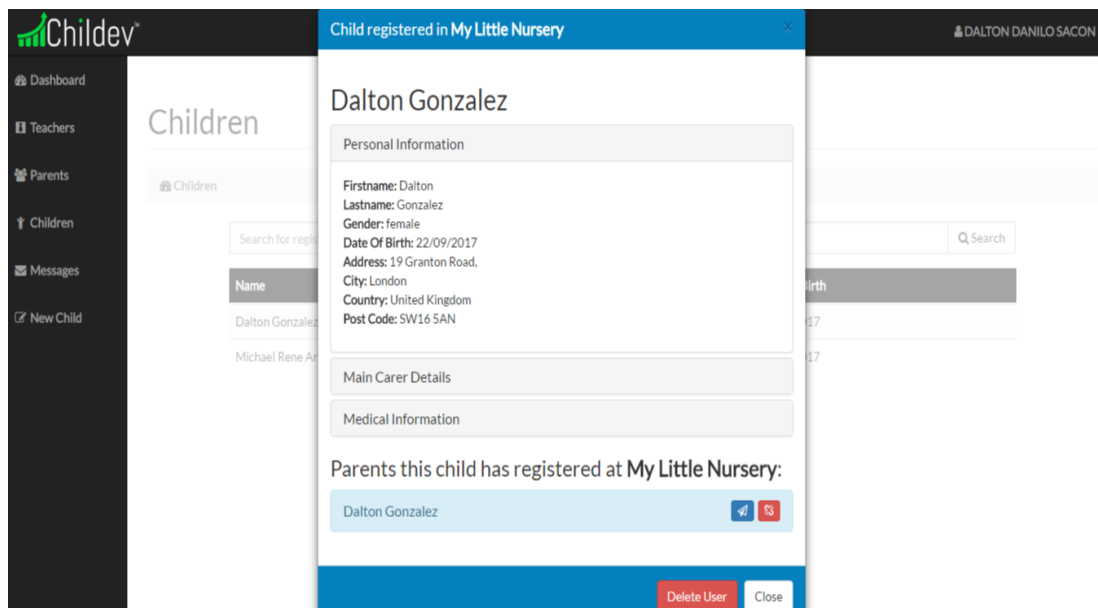 Childev™
DALTON DANILO SACON
Dashboard
Teachers
Parents
Children
Messages
New Child
Children
Children
Search for regis
Search
Name
irth
Dalton Gonzalez
17
Michael Rene Ar
17
Child registered in My Little Nursery
x
Dalton Gonzalez
Personal Information
Firstname: Dalton
Lastname: Gonzalez
Gender: female
Date Of Birth: 22/09/2017
Address: 19 Granton Road,
City: London
Country: United Kingdom
Post Code: SW16 5AN
Main Carer Details
Medical Information
Parents this child has registered at My Little Nursery:
Dalton Gonzalez
Delete User
Close